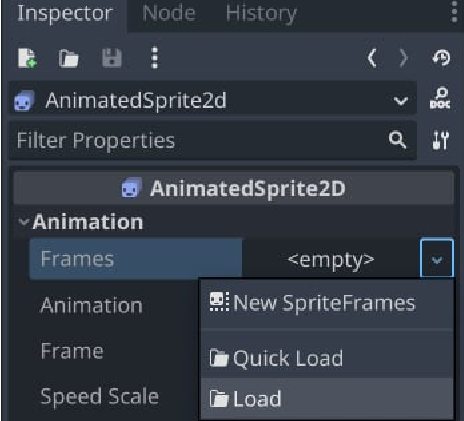 Inspector Node History
AnimatedSprite2d
DOC
Filter Properties
AnimatedSprite2D
Animation
Frames <empty>
New SpriteFrames
Animation
Quick Load
Frame
Load
Speed Scale